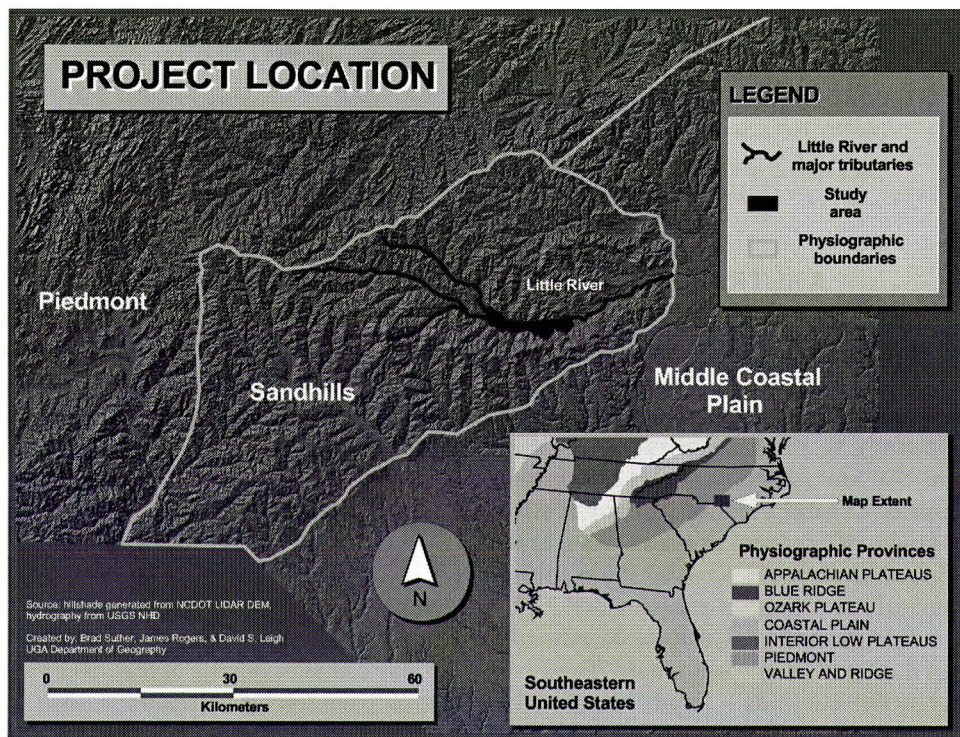 PROJECT LOCATION
LEGEND
Little River and
major tributaries
Study
area
Physiographic
boundaries
Piedmont
Little River
Sandhills
Middle Coastal
Plain
Map Extent
Physiographic Provinces
APPALACHIAN PLATEAUS
BLUE RIDGE
OZARK PLATEAU
COASTAL PLAIN
INTERIOR LOW PLATEAUS
PIEDMONT
VALLEY AND RIDGE
Southeastern
United States
N
Source: hillshade generated from NCDOT LIDAR DEM,
hydrography from USGS NHD
Created by: Brad Suther, James Rogers, & David S. Leigh
UGA Department of Geography
0 30 60
Kilometers